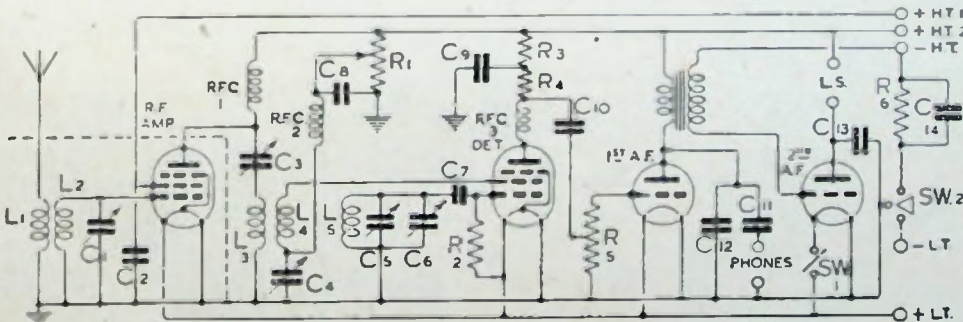 + HT.1
+ HT.2
- H.T.
RFC 1
C8
R1
C9
R3
R4
L.S.
R6
C14
R.F. AMP.
RFC 2
RFC 3
C10
DET.
C13
C3
1ST A.F.
2ND A.F.
L2
C7
SW.2
L1
L4
L5
L3
R2
R5
C11
C1
C2
C4
C5
C6
C12
PHONES
SW 1
- LT.
+ LT.